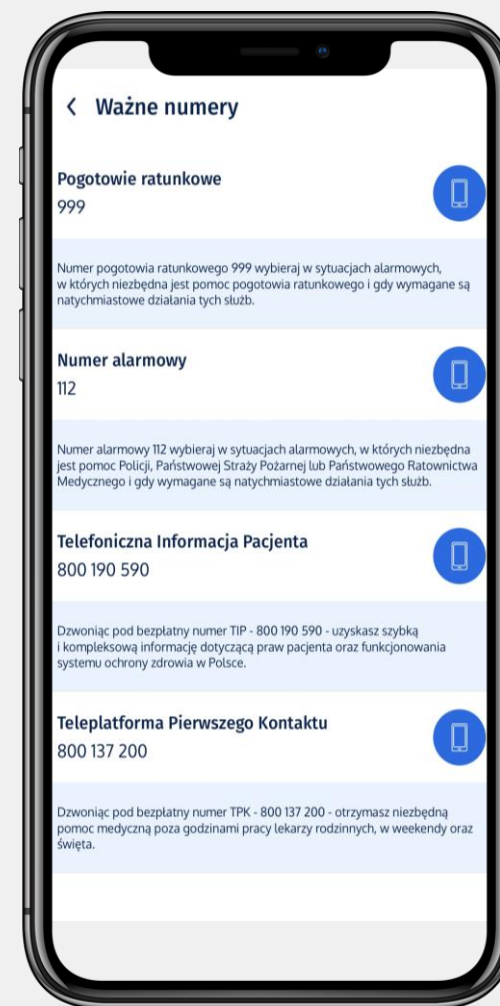 Ważne numery
Pogotowie ratunkowe
999
Numer pogotowia ratunkowego 999 wybieraj w sytuacjach alarmowych,
w których niezbędna jest pomoc pogotowia ratunkowego i gdy wymagane są
natychmiastowe działania tych służb.
Numer alarmowy
112
Numer alarmowy 112 wybieraj w sytuacjach alarmowych, w których niezbędna
jest pomoc Policji, Państwowej Straży Pożarnej lub Państwowego Ratownictwa
Medycznego i gdy wymagane są natychmiastowe działania tych służb.
Telefoniczna Informacja Pacjenta
800 190 590
Dzwoniąc pod bezpłatny numer TIP - 800 190 590 - uzyskasz szybką
i kompleksową informację dotyczącą praw pacjenta oraz funkcjonowania
systemu ochrony zdrowia w Polsce.
Teleplatforma Pierwszego Kontaktu
800 137 200
Dzwoniąc pod bezpłatny numer TPK - 800 137 200 - otrzymasz niezbędną
pomoc medyczną poza godzinami pracy lekarzy rodzinnych, w weekendy oraz
święta.